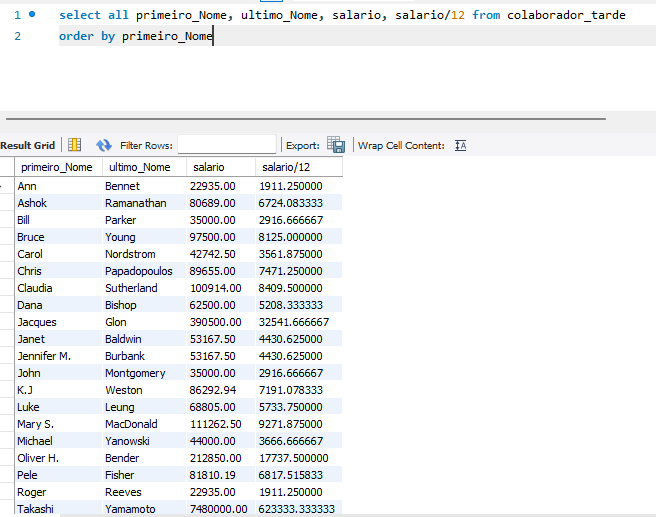 1 select all primeiro_Nome, ultimo_Nome, salario, salario/12 from colaborador_tarde
2 order by primeiro_Nome
Result Grid Filter Rows: Export: Wrap Cell Content: IA
primeiro_Nome ultimo_Nome salario salario/12
Ann Bennet 22935.00 1911.250000
Ashok Ramanathan 80689.00 6724.083333
Bill Parker 35000.00 2916.666667
Bruce Young 97500.00 8125.000000
Carol Nordstrom 42742.50 3561.875000
Chris Papadopoulos 89655.00 7471.250000
Claudia Sutherland 100914.00 8409.500000
Dana Bishop 62500.00 5208.333333
Jacques Glon 390500.00 32541.666667
Janet Baldwin 53167.50 4430.625000
Jennifer M. Burbank 53167.50 4430.625000
John Montgomery 35000.00 2916.666667
K.J Weston 86292.94 7191.078333
Luke Leung 68805.00 5733.750000
Mary S. MacDonald 111262.50 9271.875000
Michael Yanowski 44000.00 3666.666667
Oliver H. Bender 212850.00 17737.500000
Pele Fisher 81810.19 6817.515833
Roger Reeves 22935.00 1911.250000
Takashi Yamamoto 7480000.00 623333.333333